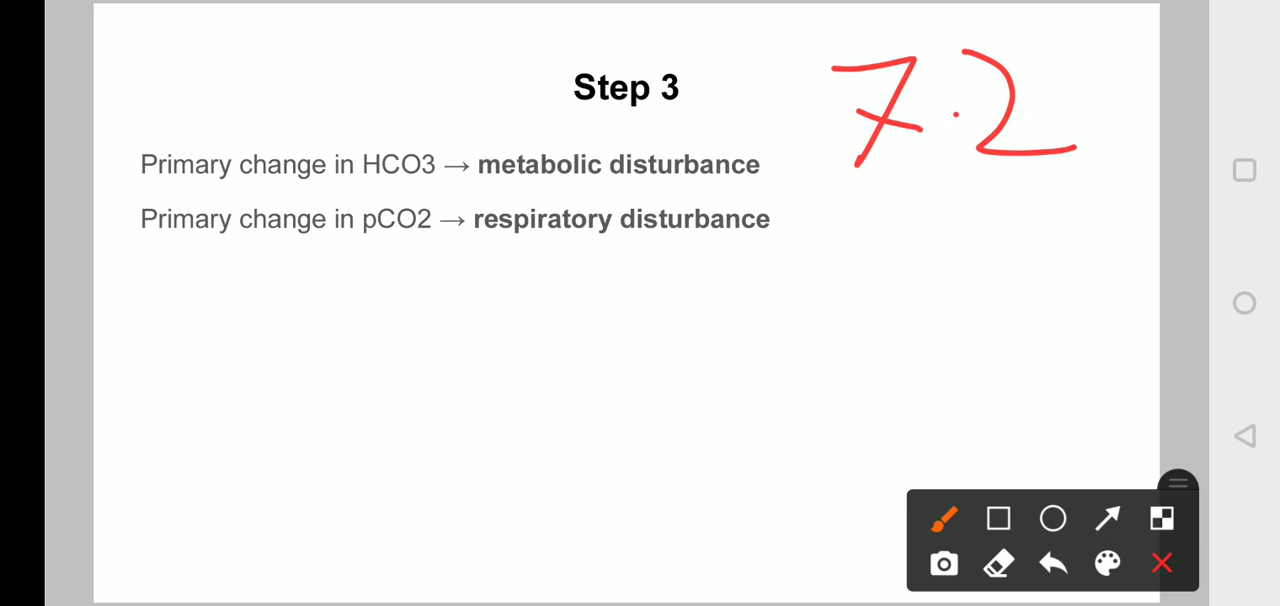 Step 3
7.2
Primary change in HCO3 → metabolic disturbance
Primary change in pCO2 → respiratory disturbance